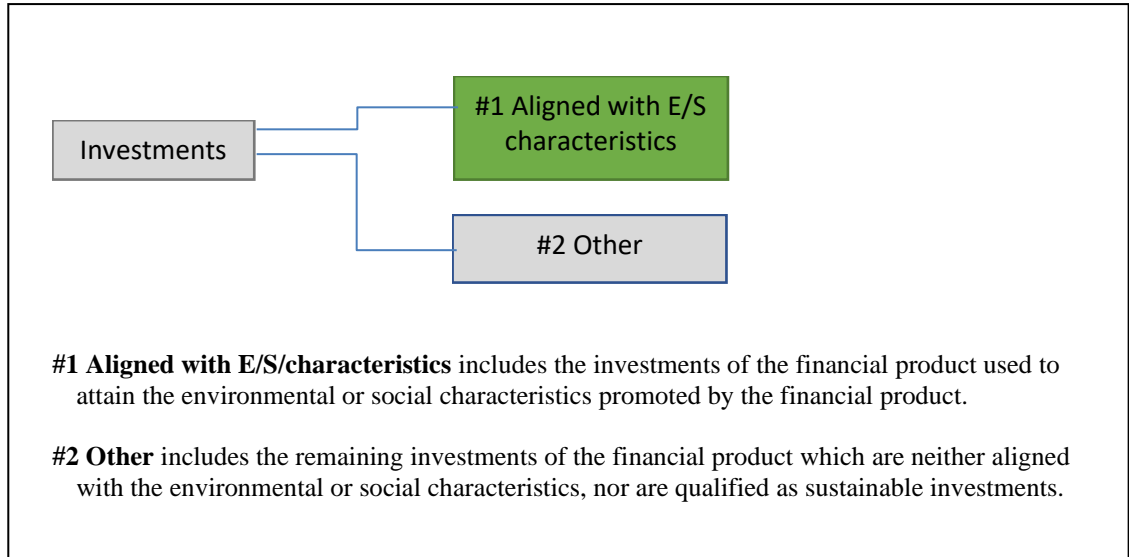 #1 Aligned with E/S
characteristics
Investments
#2 Other
#1 Aligned with E/S/characteristics includes the investments of the financial product used to
attain the environmental or social characteristics promoted by the financial product.
#2 Other includes the remaining investments of the financial product which are neither aligned
with the environmental or social characteristics, nor are qualified as sustainable investments.